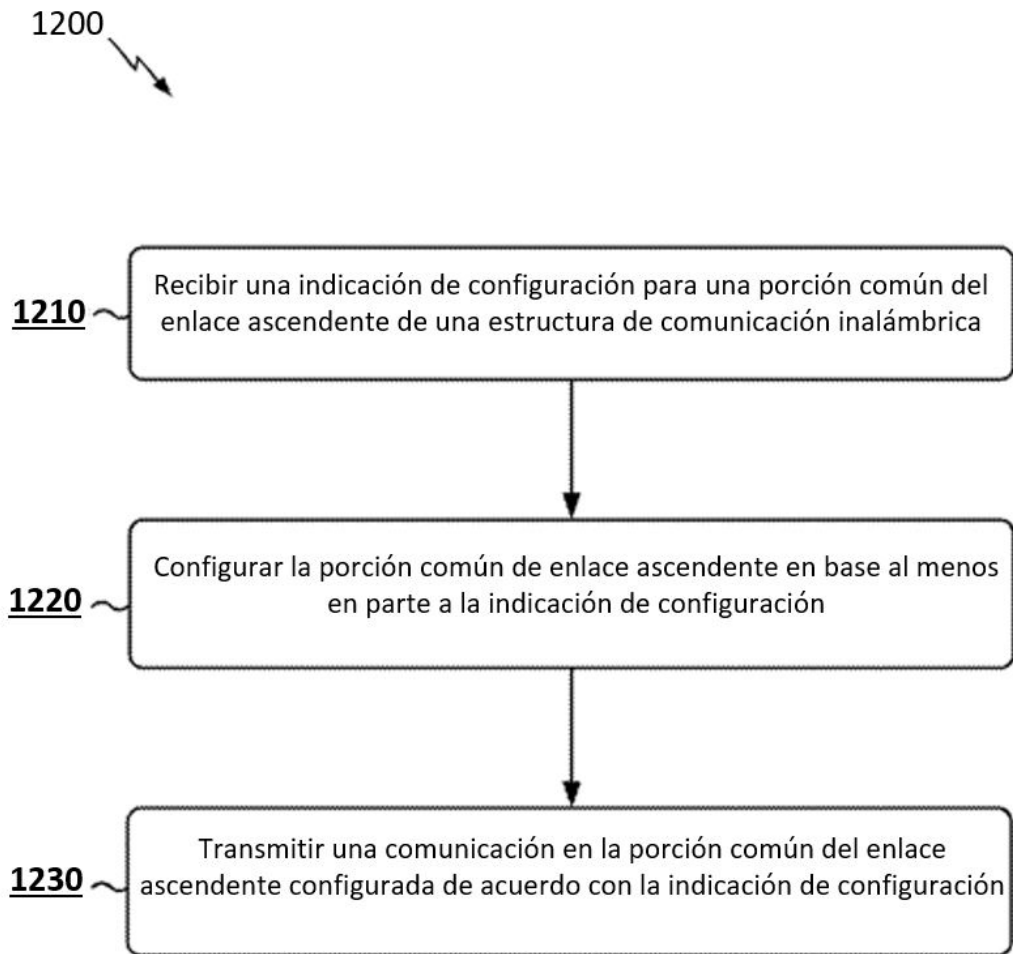 1200
1210
Recibir una indicación de configuración para una porción común del
enlace ascendente de una estructura de comunicación inalámbrica
1220
Configurar la porción común de enlace ascendente en base al menos
en parte a la indicación de configuración
1230
Transmitir una comunicación en la porción común del enlace
ascendente configurada de acuerdo con la indicación de configuración